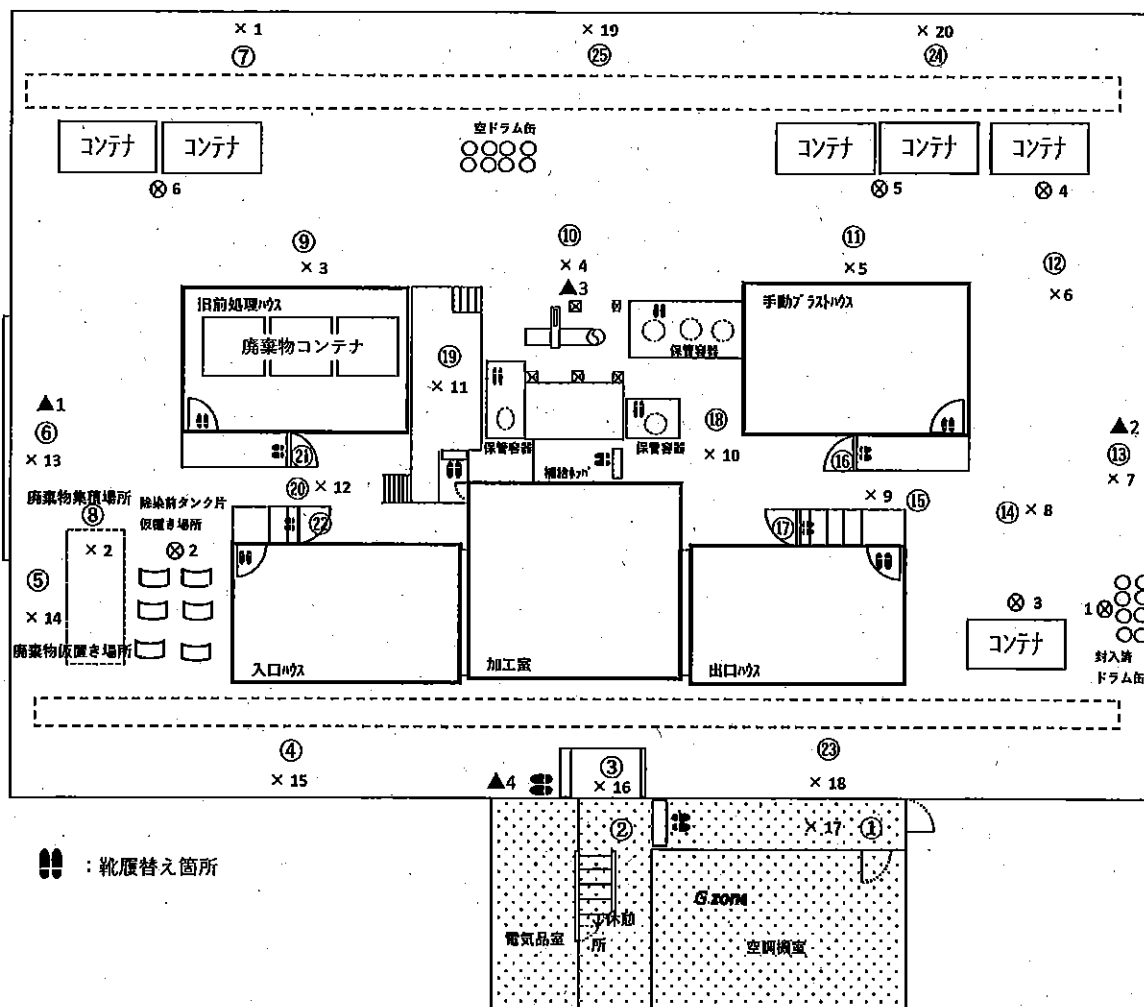 × 1 × 19 × 20
⑦ ㉕ ㉔
コンテナ コンテナ 空ドラム缶 コンテナ コンテナ コンテナ
⊗ 6 ⊗ 5 ⊗ 4
⑨ ⑩ ⑪ ⑫
× 3 × 4 × 5 × 6
▲3
旧前処理ハウス 手動ブラストハウス
廃棄物コンテナ
保管容器
⑲
× 11
▲1 ⑱ ▲2
⑥ ⑬
× 13 保管容器 保管容器 × 10 × 7
㉑ ⑯
⑳ × 12 × 9 ⑮
廃棄物集積場所 除染前タンク片
仮置き場所
⑧ ㉒ ⑰ ⑭ × 8
× 2 ⊗ 2
⑤
× 14 ⊗ 3 1 ⊗
コンテナ
廃棄物仮置き場所 封入済
ドラム缶
入口ハウス 加工室 出口ハウス
④ ③ ㉓
× 15 ▲4 × 16 × 18
② × 17 ①
：靴履替え箇所
G zone
電気品室 所 空調機室